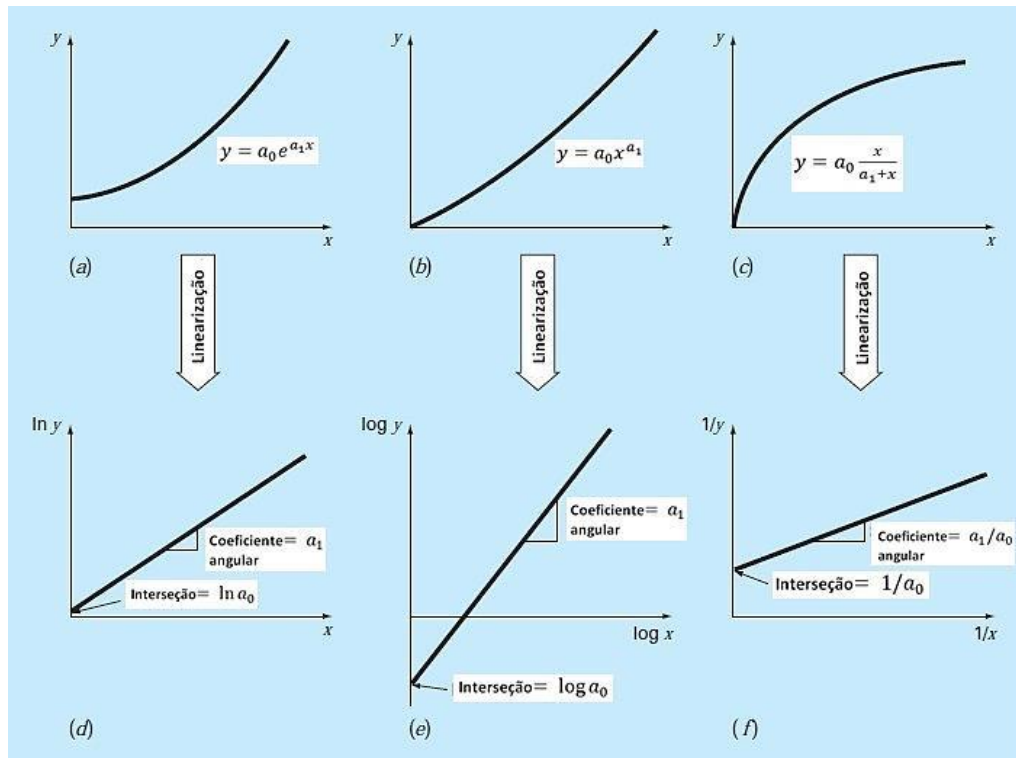 y
y = a₀e^{a₁x}
x
(a)
y
y = a₀x^{a₁}
x
(b)
y
y = a₀ x/(a₁+x)
x
(c)
Linearização
Linearização
Linearização
ln y
Coeficiente= a₁
angular
Interseção= ln a₀
x
(d)
log y
Coeficiente= a₁
angular
log x
Interseção= log a₀
(e)
1/y
Coeficiente= a₁/a₀
angular
Interseção= 1/a₀
1/x
(f)